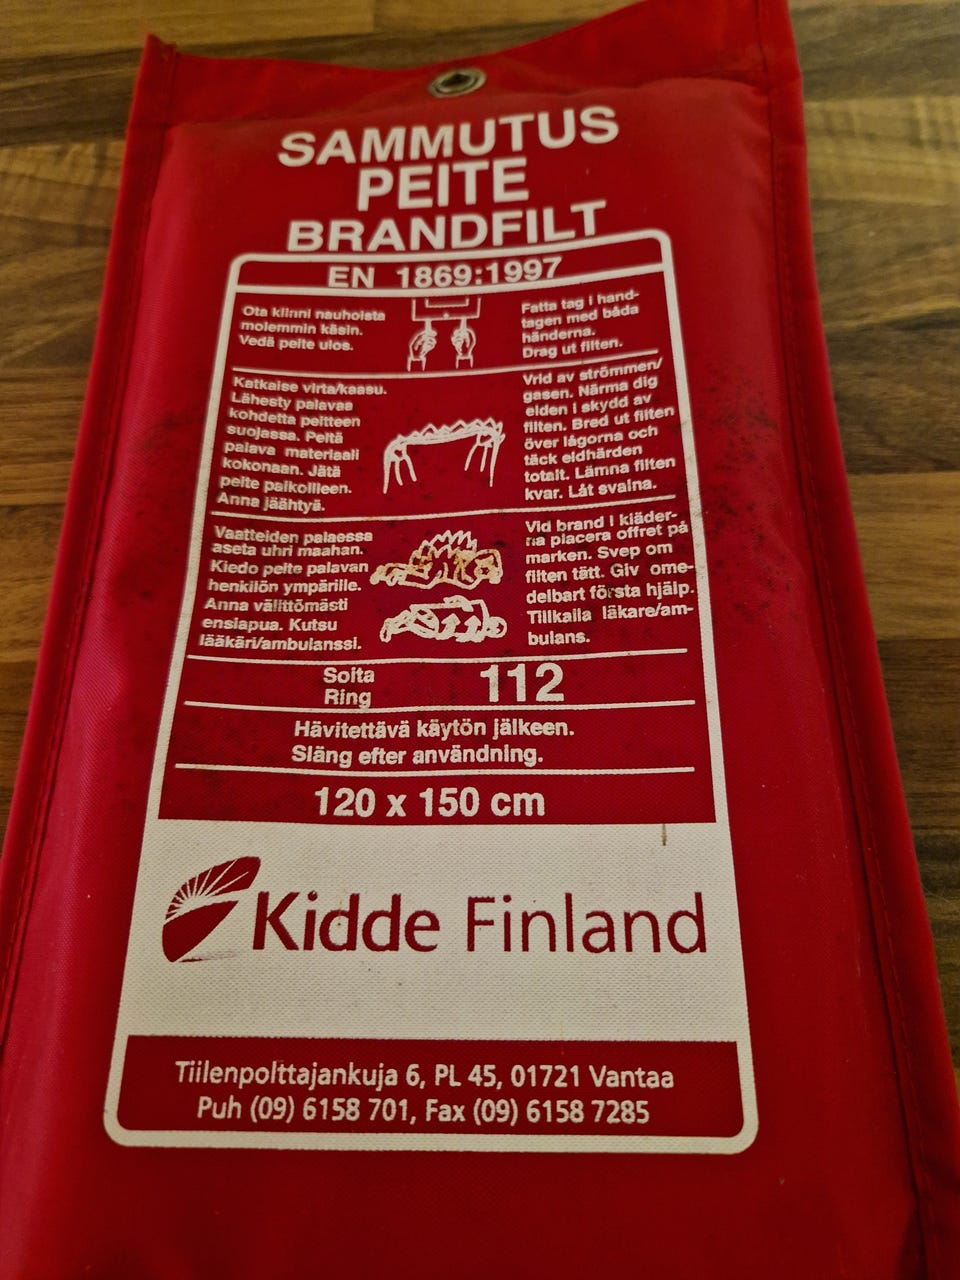 SAMMUTUS
PEITE
BRANDFILT
EN 1869:1997
Ota kiinni nauhoista
molemmin käsin.
Vedä peite ulos.
Fatta tag i hand-
tagen med båda
händerna.
Drag ut filten.
Katkaise virta/kaasu.
Lähesty palavaa
kohdetta peitteen
suojassa. Peitä
palava materiaali
kokonaan. Jätä
peite paikoilleen.
Anna jäähtyä.
Vrid av strömmen/
gasen. Närma dig
elden i skydd av
filten. Bred ut filten
över lågorna och
täck eldhärden
totalt. Lämna filten
kvar. Låt svalna.
Vaatteiden palaessa
aseta uhri maahan.
Kiedo peite palavan
henkilön ympärille.
Anna välittömästi
ensiapua. Kutsu
lääkäri/ambulanssi.
Vid brand i kläder-
na placera offret på
marken. Svep om
filten tätt. Giv ome-
delbart första hjälp.
Tillkalla läkare/am-
bulans.
Soita
Ring
112
Hävitettävä käytön jälkeen.
Släng efter användning.
120 x 150 cm
Kidde Finland
Tiilenpolttajankuja 6, PL 45, 01721 Vantaa
Puh (09) 6158 701, Fax (09) 6158 7285